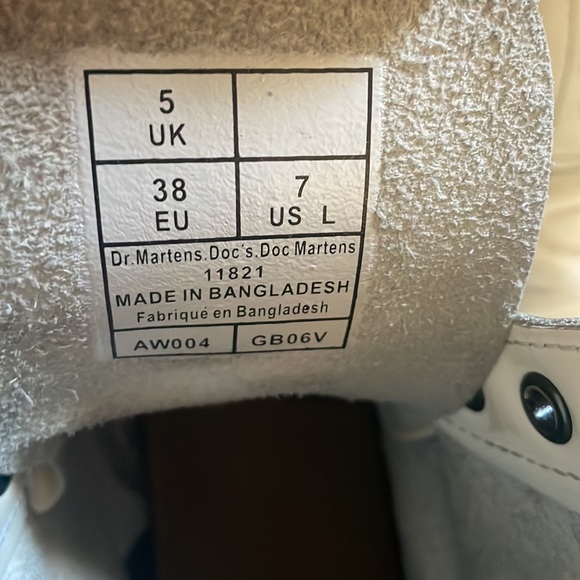 5
UK
38
EU
7
US L
Dr.Martens.Doc's.Doc Martens
11821
MADE IN BANGLADESH
Fabriqué en Bangladesh
AW004 GB06V